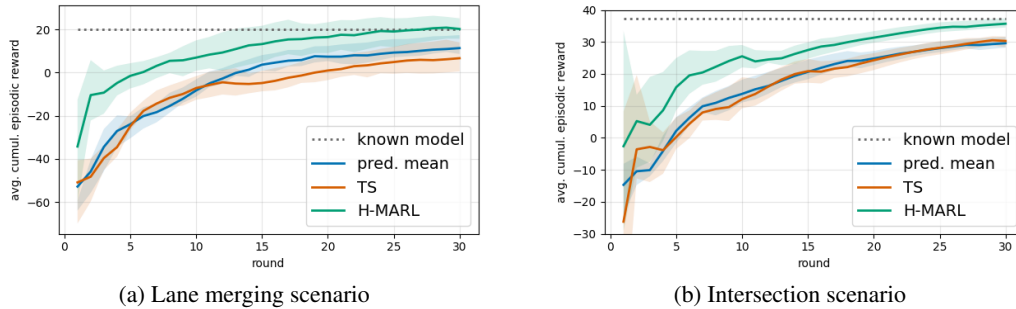 avg. cumul. episodic reward
20
0
−20
−40
−60
known model
pred. mean
TS
H-MARL
0 5 10 15 20 25 30
round
(a) Lane merging scenario
avg. cumul. episodic reward
40
30
20
10
0
−10
−20
−30
known model
pred. mean
TS
H-MARL
0 5 10 15 20 25 30
round
(b) Intersection scenario